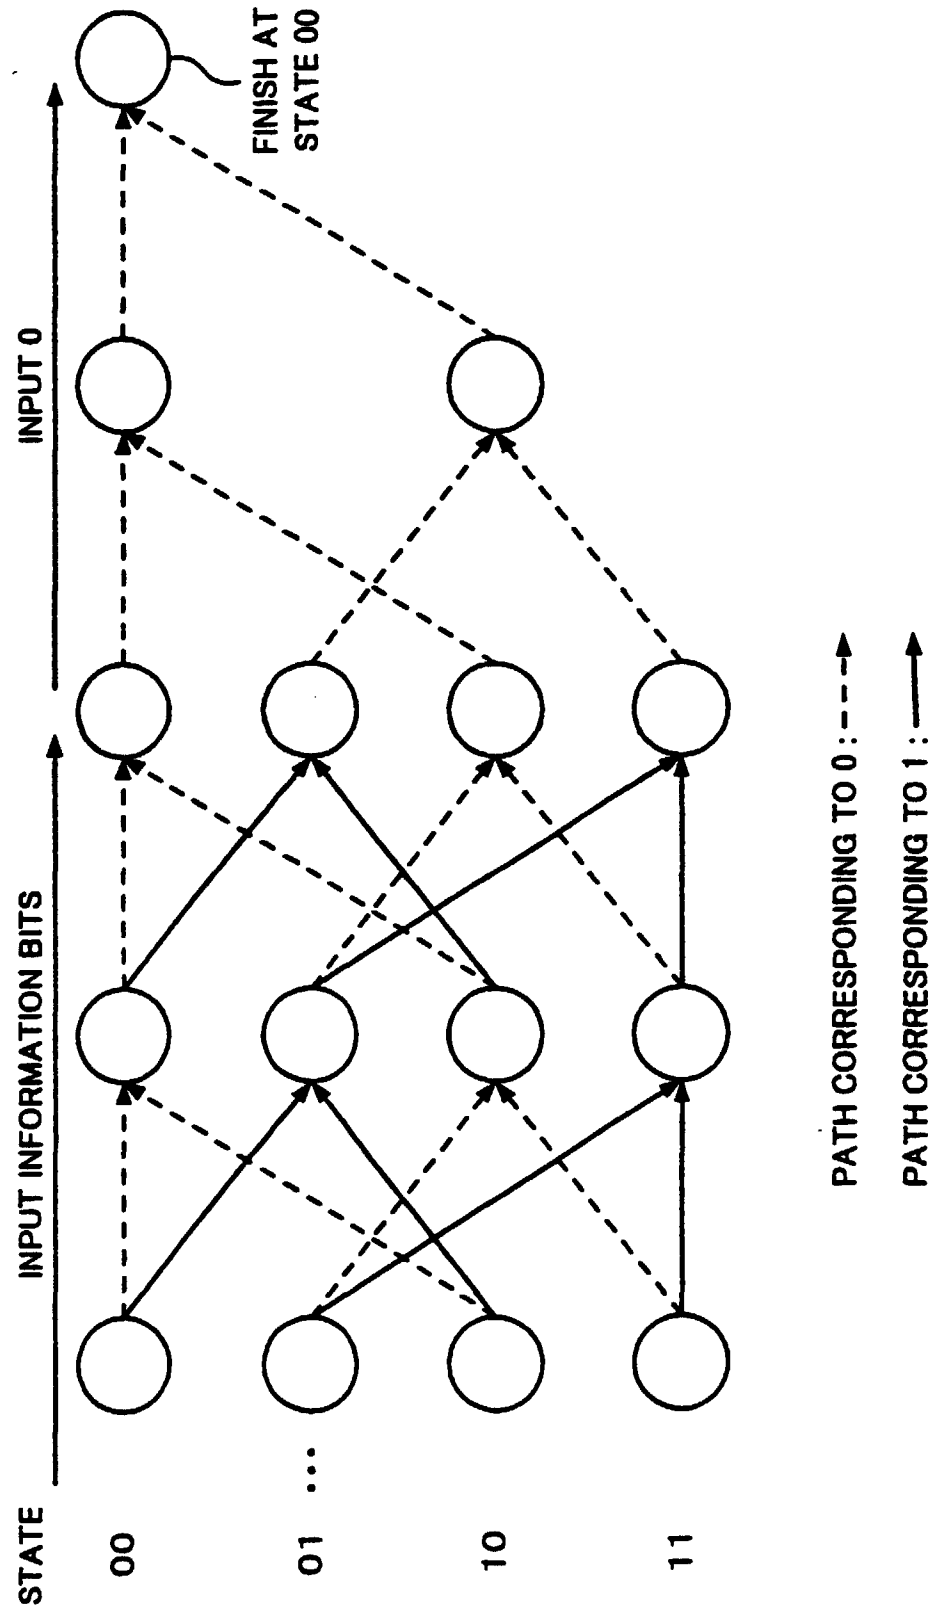 STATE
INPUT INFORMATION BITS
INPUT 0
00
01
10
11
...
FINISH AT
STATE 00
PATH CORRESPONDING TO 0 :
PATH CORRESPONDING TO 1 :